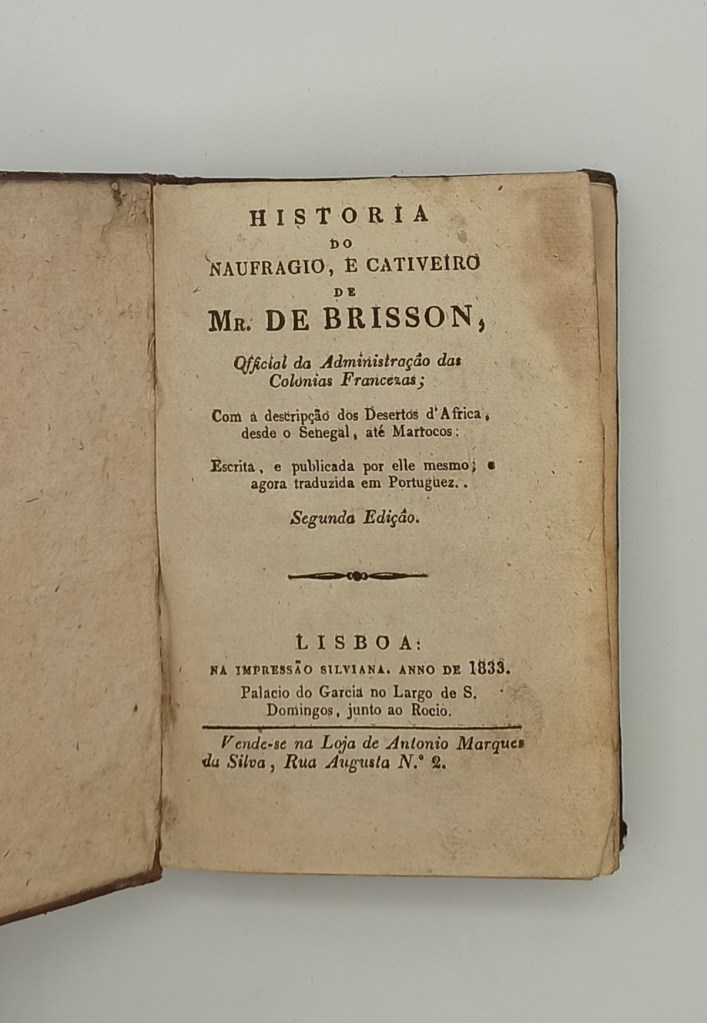 HISTORIA
DO
NAUFRAGIO, E CATIVEIRO
DE
MR. DE BRISSON,
Official da Administração das
Colonias Francezas;
Com a descripção dos Desertos d'Africa,
desde o Senegal, até Marrocos:
Escrita, e publicada por elle mesmo; e
agora traduzida em Portuguez..
Segunda Edição.
LISBOA:
NA IMPRESSÃO SILVIANA. ANNO DE 1833.
Palacio do Garcia no Largo de S.
Domingos, junto ao Rocio.
Vende-se na Loja de Antonio Marques
da Silva, Rua Augusta N.º 2.